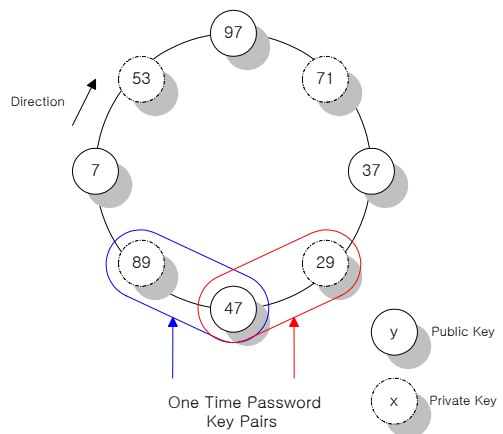 97
53
71
Direction
7
37
89
29
47
y
Public Key
x
Private Key
One Time Password
Key Pairs